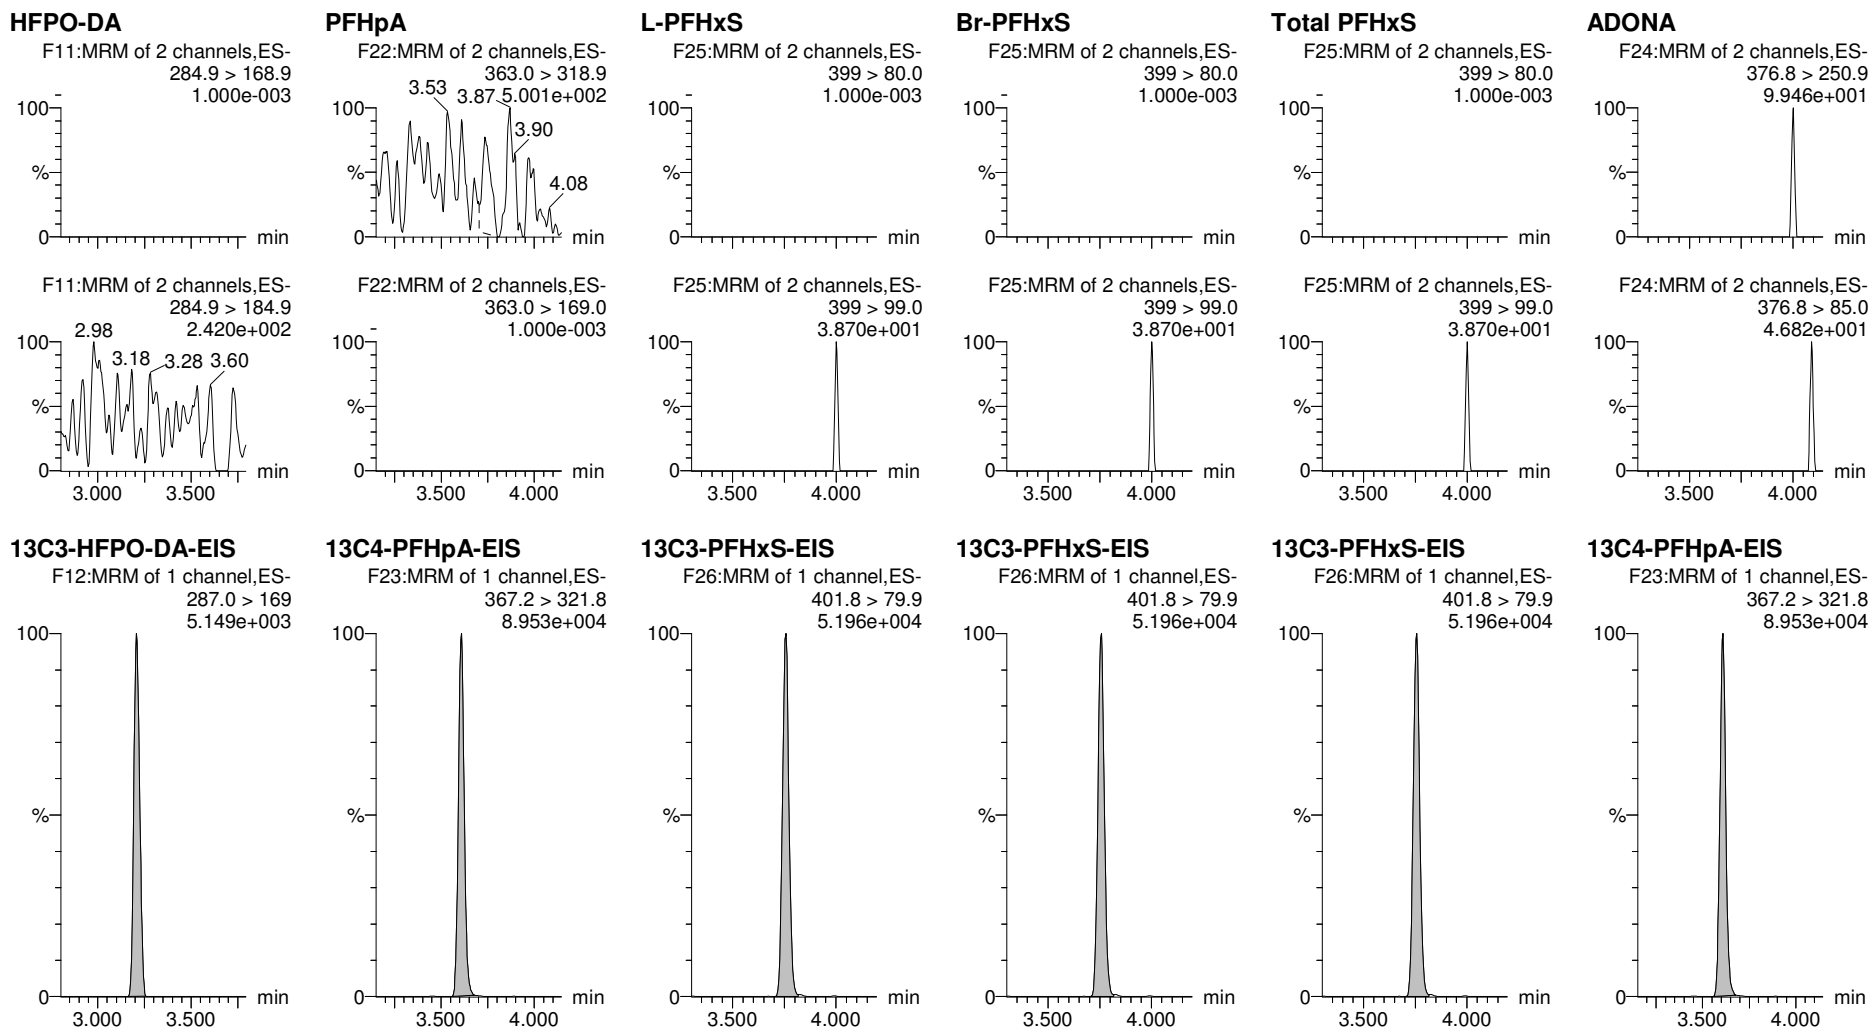 HFPO-DA
F11:MRM of 2 channels,ES-
284.9 > 168.9
1.000e-003
100
%
0
min
F11:MRM of 2 channels,ES-
284.9 > 184.9
2.420e+002
100
2.98
3.18
3.28
3.60
%
0
min
3.000 3.500
PFHpA
F22:MRM of 2 channels,ES-
363.0 > 318.9
5.001e+002
100
3.53
3.87
3.90
4.08
%
0
min
F22:MRM of 2 channels,ES-
363.0 > 169.0
1.000e-003
100
%
0
min
3.500 4.000
L-PFHxS
F25:MRM of 2 channels,ES-
399 > 80.0
1.000e-003
100
%
0
min
F25:MRM of 2 channels,ES-
399 > 99.0
3.870e+001
100
%
0
min
3.500 4.000
Br-PFHxS
F25:MRM of 2 channels,ES-
399 > 80.0
1.000e-003
100
%
0
min
F25:MRM of 2 channels,ES-
399 > 99.0
3.870e+001
100
%
0
min
3.500 4.000
Total PFHxS
F25:MRM of 2 channels,ES-
399 > 80.0
1.000e-003
100
%
0
min
F25:MRM of 2 channels,ES-
399 > 99.0
3.870e+001
100
%
0
min
3.500 4.000
ADONA
F24:MRM of 2 channels,ES-
376.8 > 250.9
9.946e+001
100
%
0
min
F24:MRM of 2 channels,ES-
376.8 > 85.0
4.682e+001
100
%
0
min
3.500 4.000
13C3-HFPO-DA-EIS
F12:MRM of 1 channel,ES-
287.0 > 169
5.149e+003
100
%
0
min
3.000 3.500
13C4-PFHpA-EIS
F23:MRM of 1 channel,ES-
367.2 > 321.8
8.953e+004
100
%
0
min
3.500 4.000
13C3-PFHxS-EIS
F26:MRM of 1 channel,ES-
401.8 > 79.9
5.196e+004
100
%
0
min
3.500 4.000
13C3-PFHxS-EIS
F26:MRM of 1 channel,ES-
401.8 > 79.9
5.196e+004
100
%
0
min
3.500 4.000
13C3-PFHxS-EIS
F26:MRM of 1 channel,ES-
401.8 > 79.9
5.196e+004
100
%
0
min
3.500 4.000
13C4-PFHpA-EIS
F23:MRM of 1 channel,ES-
367.2 > 321.8
8.953e+004
100
%
0
min
3.500 4.000